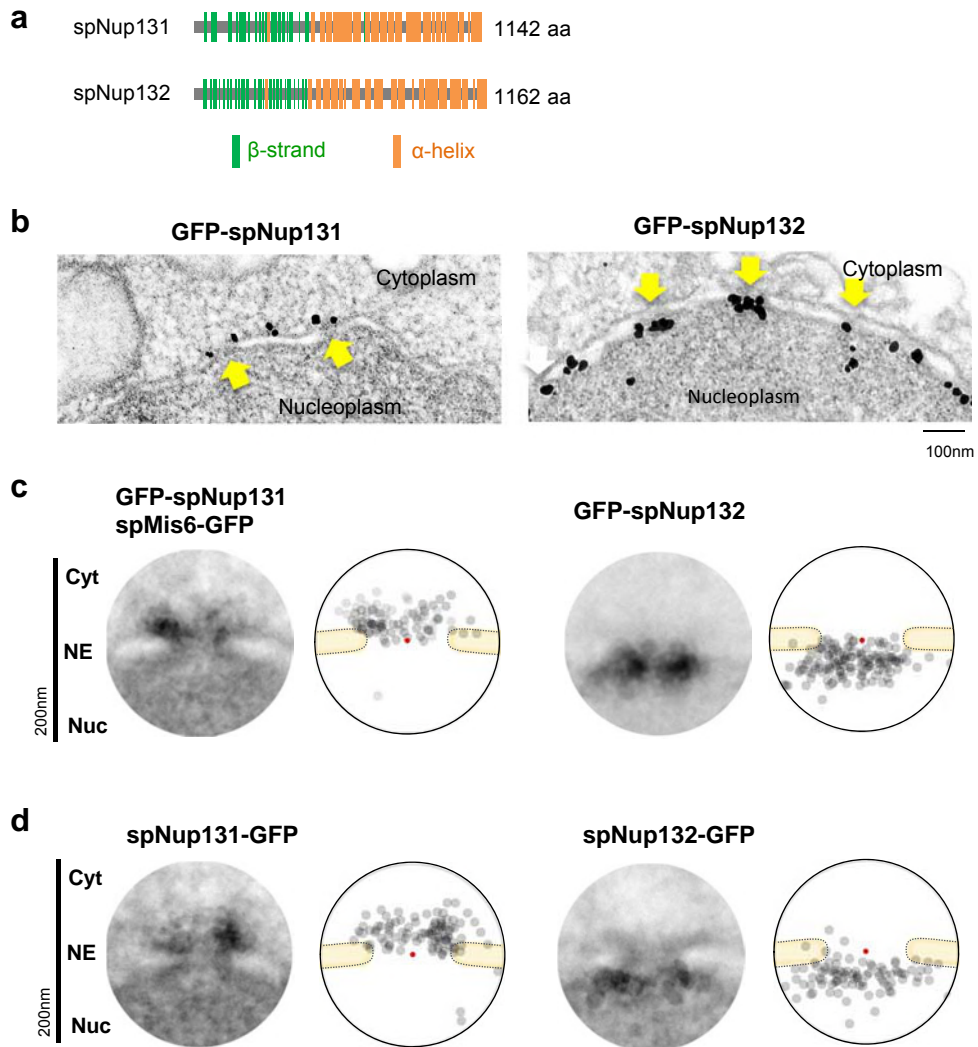 a
spNup131
1142 aa
spNup132
1162 aa
β-strand
α-helix
b
GFP-spNup131
Cytoplasm
Nucleoplasm
GFP-spNup132
Cytoplasm
Nucleoplasm
100nm
c
GFP-spNup131
spMis6-GFP
GFP-spNup132
Cyt
NE
Nuc
200nm
d
spNup131-GFP
spNup132-GFP
Cyt
NE
Nuc
200nm